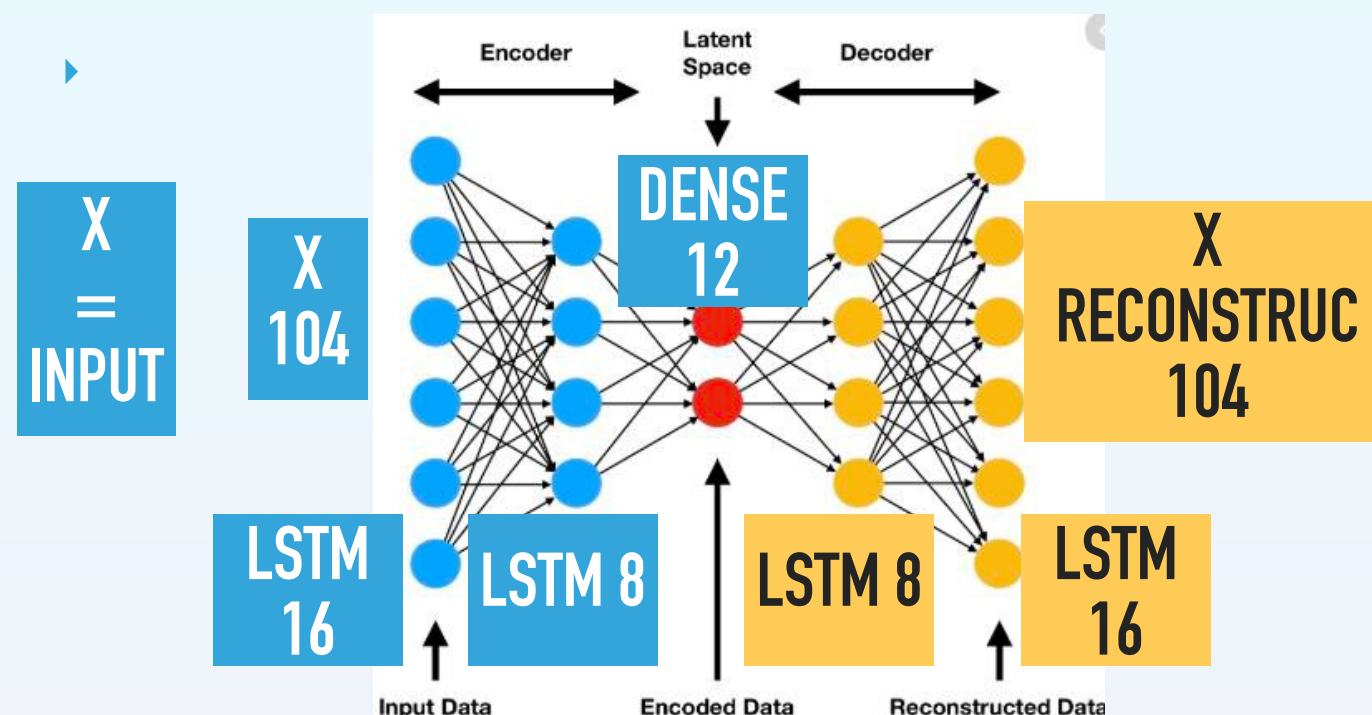 Encoder
Latent
Space
Decoder
X
=
INPUT
X
104
DENSE
12
X
RECONSTRUC
104
LSTM
16
LSTM 8
LSTM 8
LSTM
16
Input Data
Encoded Data
Reconstructed Data